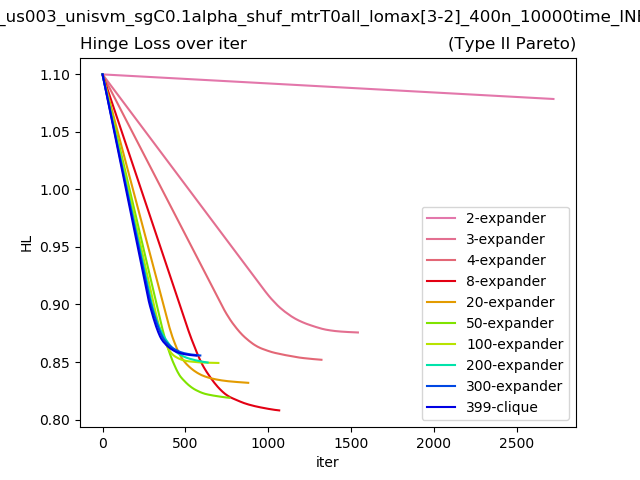 _us003_unisvm_sgC0.1alpha_shuf_mtrT0all_lomax[3-2]_400n_10000time_INI
Hinge Loss over iter (Type II Pareto)
1.10
1.05
1.00
0.95
0.90
0.85
0.80
HL
2-expander
3-expander
4-expander
8-expander
20-expander
50-expander
100-expander
200-expander
300-expander
399-clique
0 500 1000 1500 2000 2500
iter